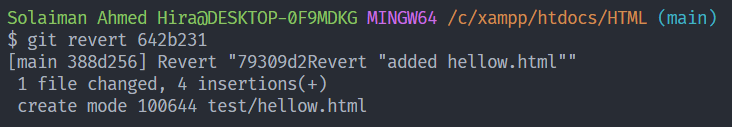 Solaiman Ahmed Hira@DESKTOP-0F9MDKG MINGW64 /c/xampp/htdocs/HTML (main)
$ git revert 642b231
[main 388d256] Revert "79309d2Revert "added hellow.html""
 1 file changed, 4 insertions(+)
 create mode 100644 test/hellow.html